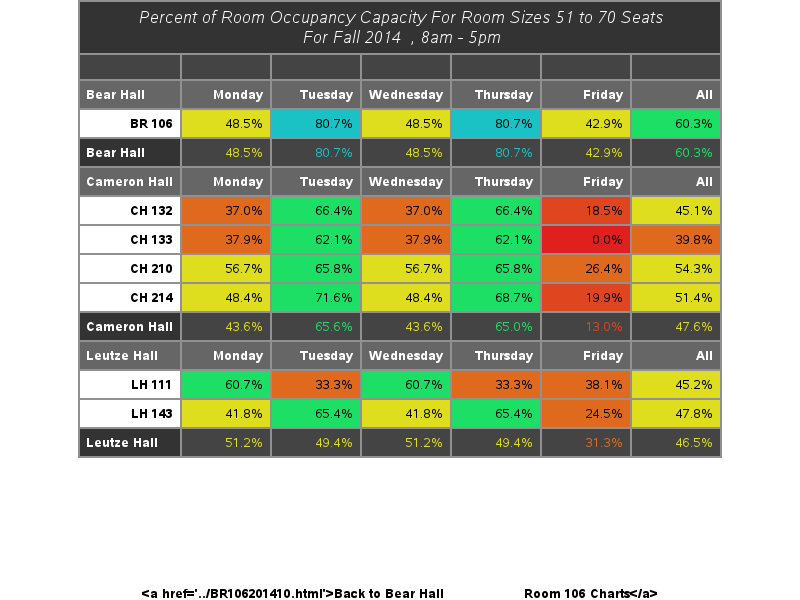 Percent of Room Occupancy Capacity For Room Sizes 51 to 70 Seats
For Fall 2014 , 8am - 5pm
Bear Hall Monday Tuesday Wednesday Thursday Friday All
BR 106 48.5% 80.7% 48.5% 80.7% 42.9% 60.3%
Bear Hall 48.5% 80.7% 48.5% 80.7% 42.9% 60.3%
Cameron Hall Monday Tuesday Wednesday Thursday Friday All
CH 132 37.0% 66.4% 37.0% 66.4% 18.5% 45.1%
CH 133 37.9% 62.1% 37.9% 62.1% 0.0% 39.8%
CH 210 56.7% 65.8% 56.7% 65.8% 26.4% 54.3%
CH 214 48.4% 71.6% 48.4% 68.7% 19.9% 51.4%
Cameron Hall 43.6% 65.6% 43.6% 65.0% 13.0% 47.6%
Leutze Hall Monday Tuesday Wednesday Thursday Friday All
LH 111 60.7% 33.3% 60.7% 33.3% 38.1% 45.2%
LH 143 41.8% 65.4% 41.8% 65.4% 24.5% 47.8%
Leutze Hall 51.2% 49.4% 51.2% 49.4% 31.3% 46.5%
<a href='../BR106201410.html'>Back to Bear Hall Room 106 Charts</a>